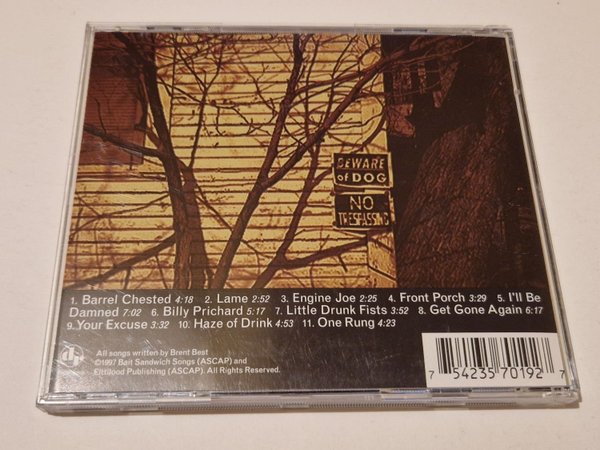 BEWARE
of DOG
NO
TRESPASSING
1. Barrel Chested 4:18 2. Lame 2:52 3. Engine Joe 2:25 4. Front Porch 3:29 5. I'll Be
Damned 7:02 6. Billy Prichard 5:17 7. Little Drunk Fists 3:52 8. Get Gone Again 6:17
9. Your Excuse 3:32 10. Haze of Drink 4:53 11. One Rung 4:23
All songs written by Brent Best
©1997 Bait Sandwich Songs (ASCAP) and
Publishing (ASCAP). All Rights Reserved.
7 54235 70192 7